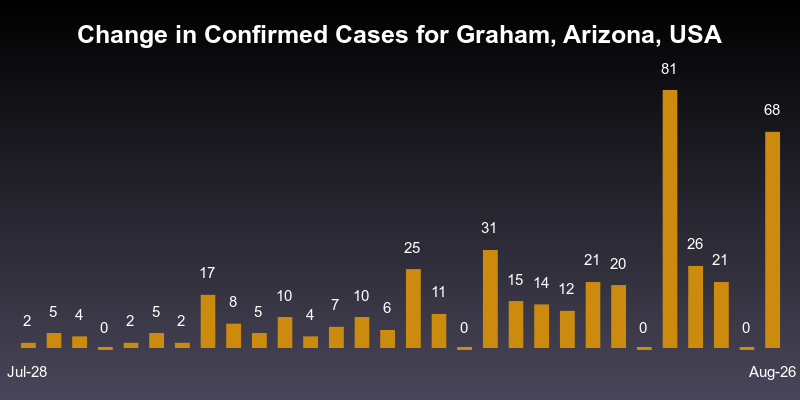 Change in Confirmed Cases for Graham, Arizona, USA
2 5 4 0 2 5 2 17 8 5 10 4 7 10 6 25 11 0 31 15 14 12 21 20 0 81 26 21 0 68
Jul-28 Aug-26